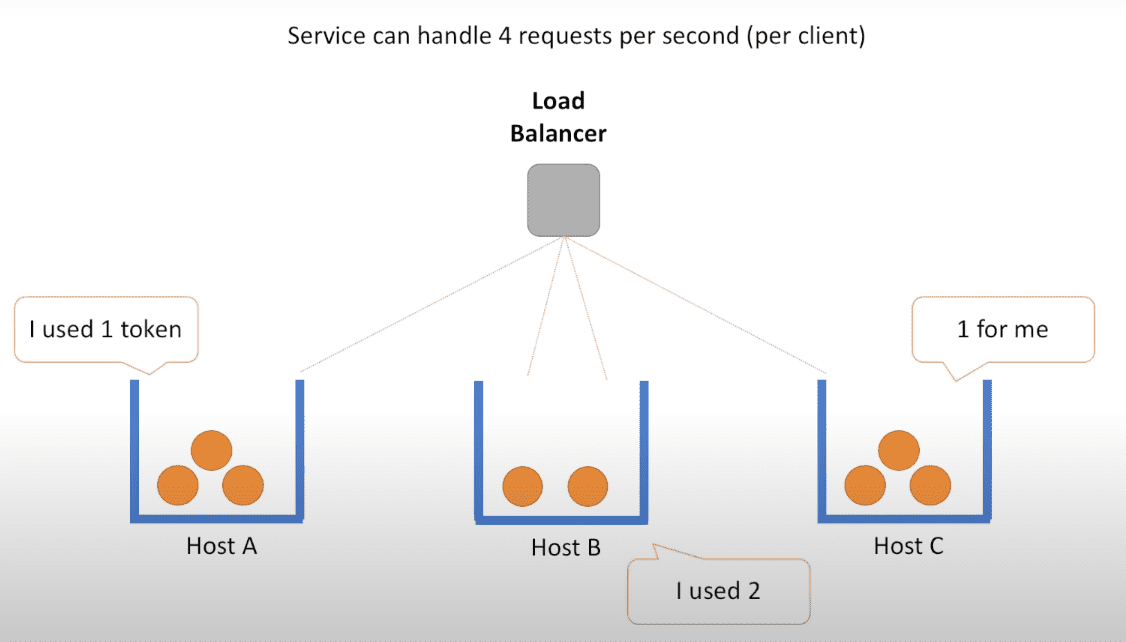 Service can handle 4 requests per second (per client)
Load
Balancer
I used 1 token
1 for me
Host A
Host B
Host C
I used 2